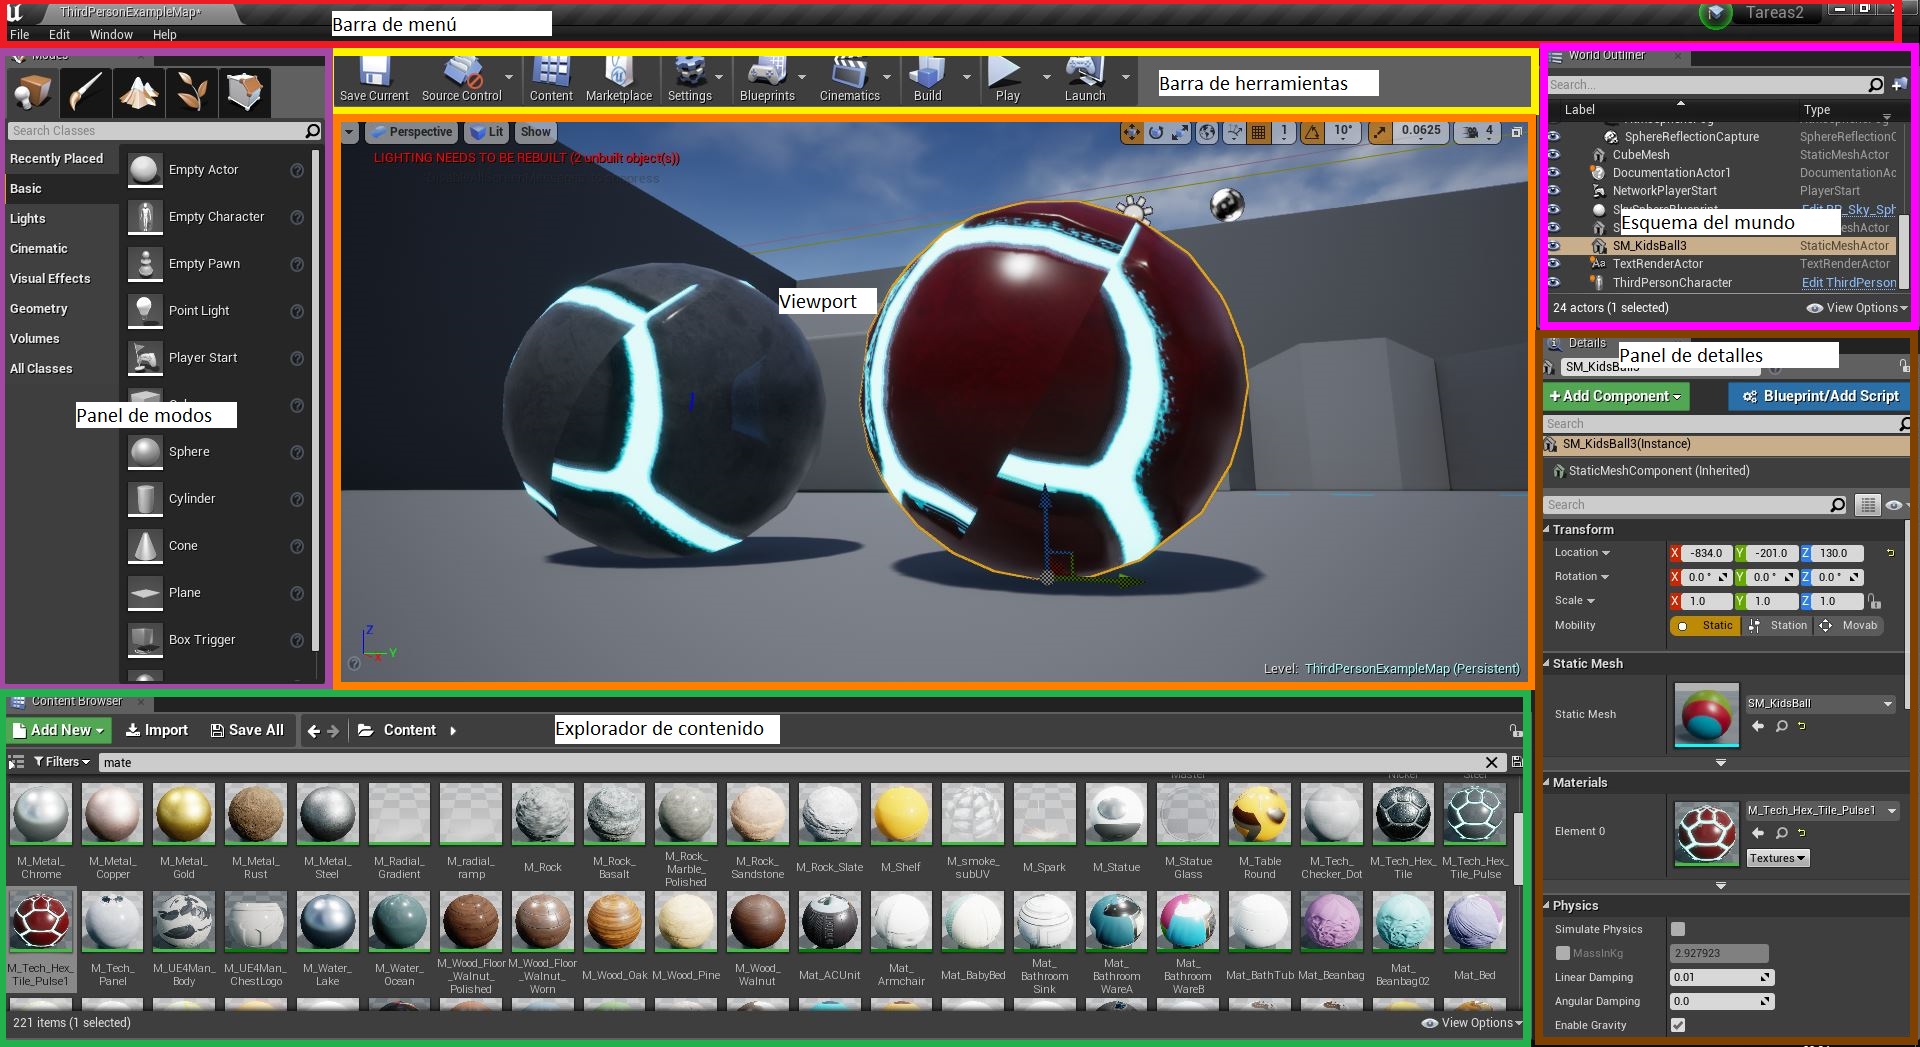 ThirdPersonExampleMap*
Tareas2
File Edit Window Help
Barra de menú
Modes
Save Current Source Control Content Marketplace Settings Blueprints Cinematics Build Play Launch
Barra de herramientas
Search Classes
Recently Placed
Basic
Lights
Cinematic
Visual Effects
Geometry
Volumes
All Classes
Empty Actor
Empty Character
Empty Pawn
Point Light
Player Start
Panel de modos
Sphere
Cylinder
Cone
Plane
Box Trigger
Perspective Lit Show
1 10° 0.0625 4
LIGHTING NEEDS TO BE REBUILT (2 unbuilt object(s))
Viewport
Z
X Y
Level: ThirdPersonExampleMap (Persistent)
World Outliner
Search...
Label Type
SphereReflectionCapture SphereReflectionC
CubeMesh StaticMeshActor
DocumentationActor1 DocumentationAc
NetworkPlayerStart PlayerStart
Esquema del mundo
SM_KidsBall3 StaticMeshActor
TextRenderActor TextRenderActor
ThirdPersonCharacter Edit ThirdPerson
24 actors (1 selected) View Options
Details
Panel de detalles
Add Component Blueprint/Add Script
Search
SM_KidsBall3(Instance)
StaticMeshComponent (Inherited)
Search
Transform
Location X -834.0 Y -201.0 Z 130.0
Rotation X 0.0 ° Y 0.0 ° Z 0.0 °
Scale X 1.0 Y 1.0 Z 1.0
Mobility Static Station Movab
Static Mesh
Static Mesh SM_KidsBall
Materials
Element 0 M_Tech_Hex_Tile_Pulse1
Textures
Physics
Simulate Physics
MassInKg 2.927923
Linear Damping 0.01
Angular Damping 0.0
Enable Gravity
Content Browser
Add New Import Save All Content
Explorador de contenido
Filters mate
Master Nickel Steel
M_Metal_Chrome M_Metal_Copper M_Metal_Gold M_Metal_Rust M_Metal_Steel M_Radial_Gradient M_radial_ramp M_Rock M_Rock_Basalt M_Rock_Marble_Polished M_Rock_Sandstone M_Rock_Slate M_Shelf M_smoke_subUV M_Spark M_Statue M_Statue Glass M_Table Round M_Tech_Checker_Dot M_Tech_Hex_Tile M_Tech_Hex_Tile_Pulse
M_Tech_Hex_Tile_Pulse1 M_Tech_Panel M_UE4Man_Body M_UE4Man_ChestLogo M_Water_Lake M_Water_Ocean M_Wood_Floor_Walnut_Polished M_Wood_Floor_Walnut_Worn M_Wood_Oak M_Wood_Pine M_Wood_Walnut Mat_ACUnit Mat_Armchair Mat_BabyBed Mat_Bathroom Sink Mat_Bathroom WareA Mat_Bathroom WareB Mat_BathTub Mat_Beanbag Mat_Beanbag02 Mat_Bed
221 items (1 selected) View Options